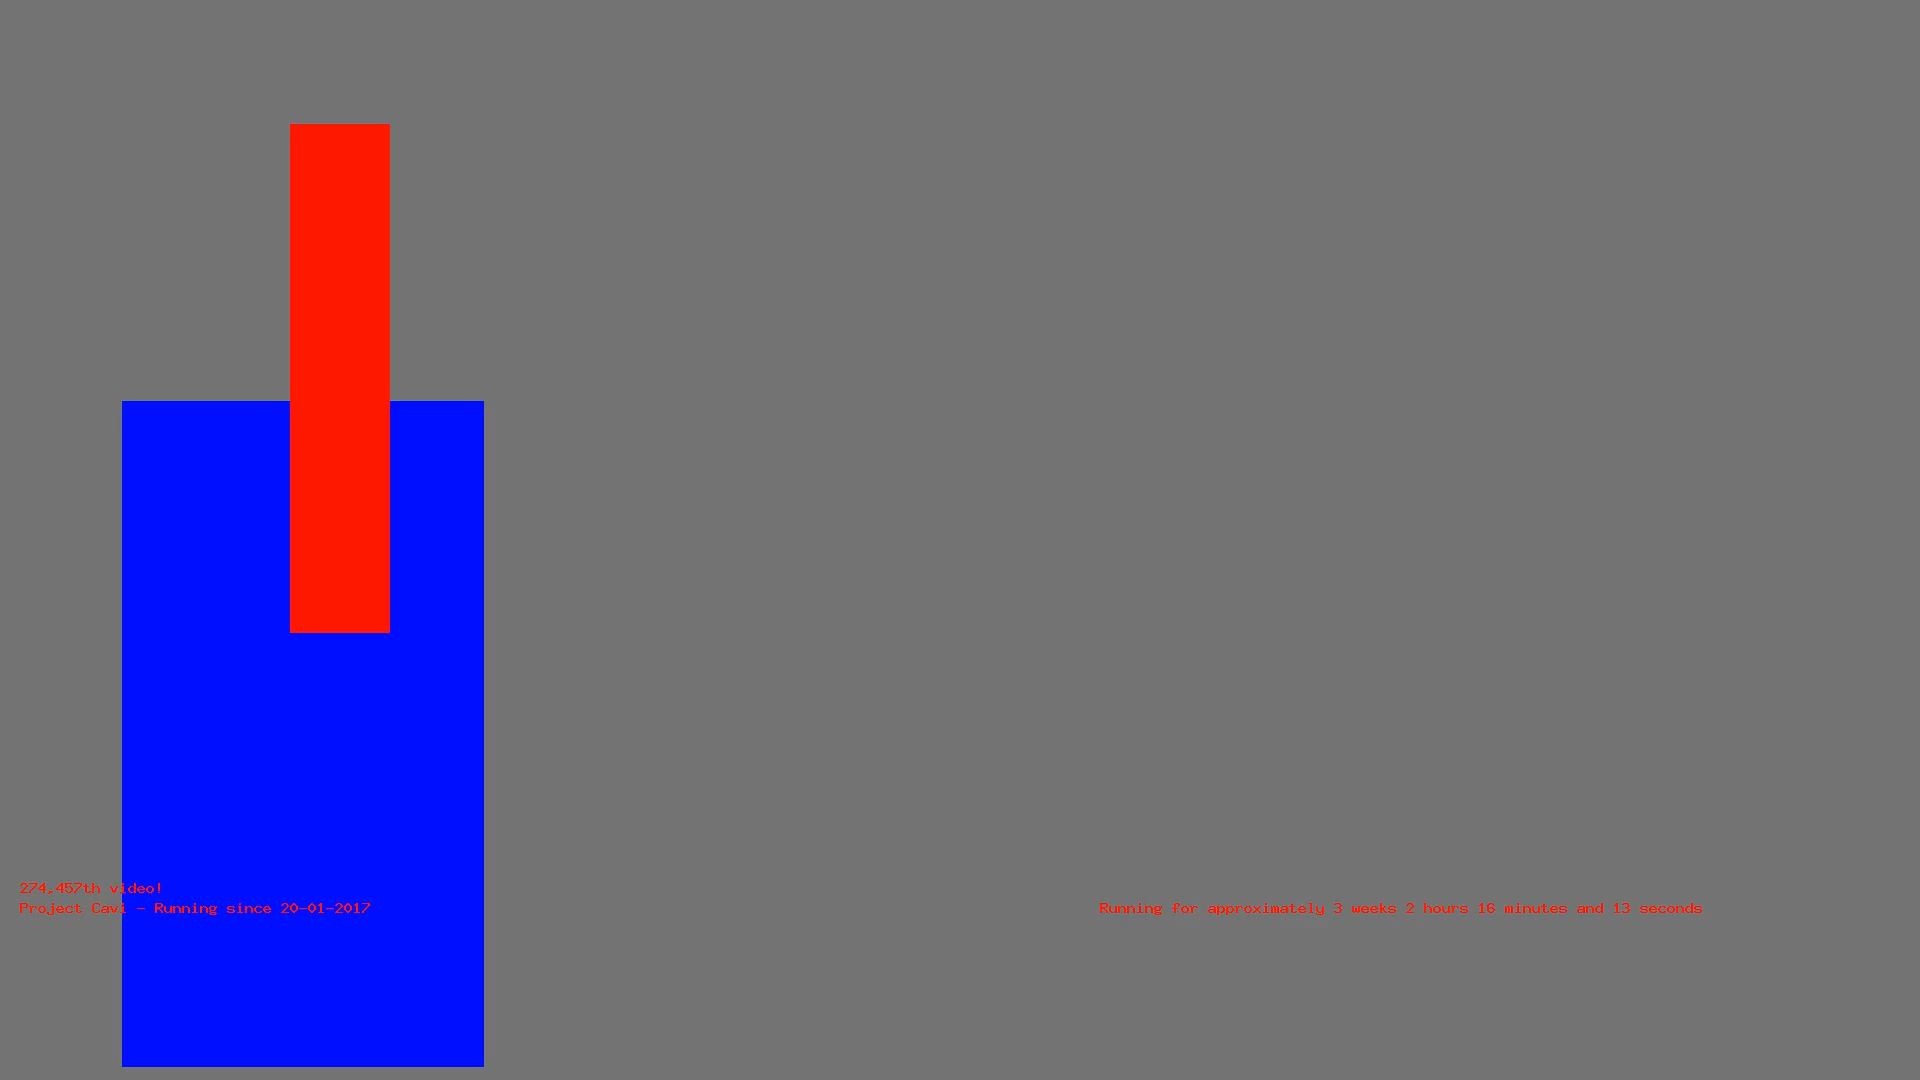 274,457th video!
Project Cavi - Running since 20-01-2017
Running for approximately 3 weeks 2 hours 16 minutes and 13 seconds